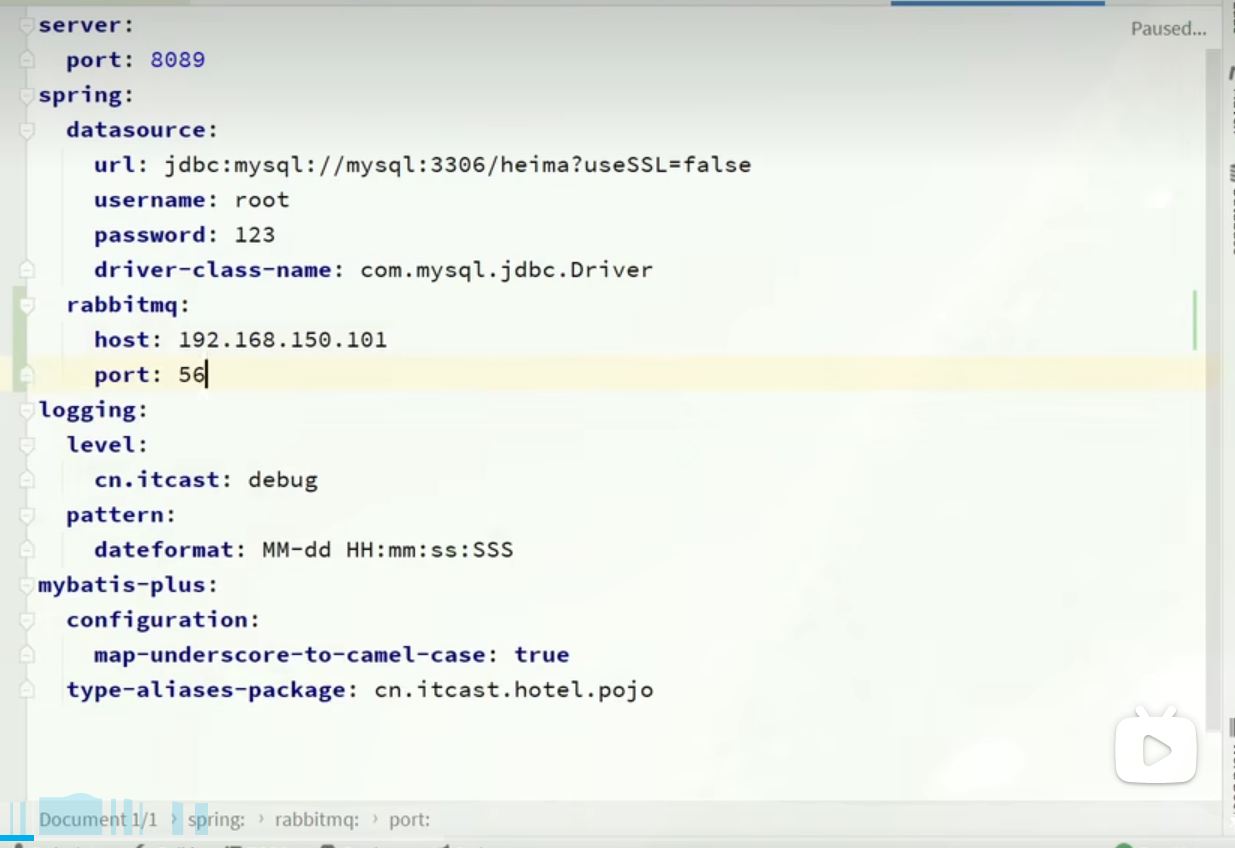 server:
Paused...
  port: 8089
spring:
  datasource:
    url: jdbc:mysql://mysql:3306/heima?useSSL=false
    username: root
    password: 123
    driver-class-name: com.mysql.jdbc.Driver
  rabbitmq:
    host: 192.168.150.101
    port: 56
logging:
  level:
    cn.itcast: debug
  pattern:
    dateformat: MM-dd HH:mm:ss:SSS
mybatis-plus:
  configuration:
    map-underscore-to-camel-case: true
  type-aliases-package: cn.itcast.hotel.pojo
Document 1/1 › spring: › rabbitmq: › port: